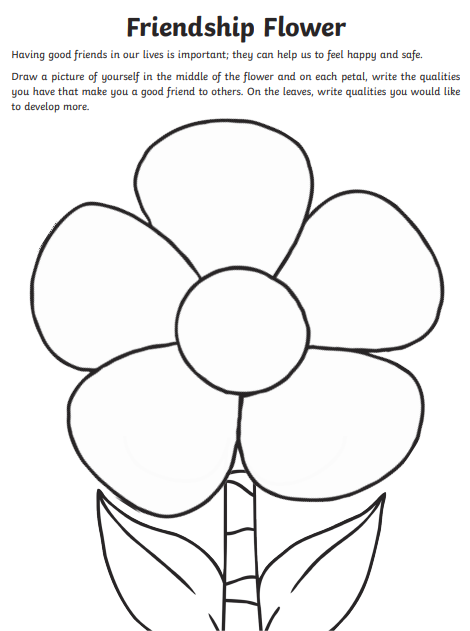 Friendship Flower
Having good friends in our lives is important; they can help us to feel happy and safe.
Draw a picture of yourself in the middle of the flower and on each petal, write the qualities
you have that make you a good friend to others. On the leaves, write qualities you would like
to develop more.